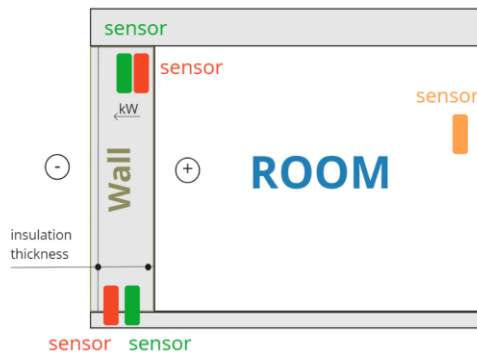 sensor
sensor
sensor
kW
Wall
-
+
ROOM
insulation
thickness
sensor
sensor